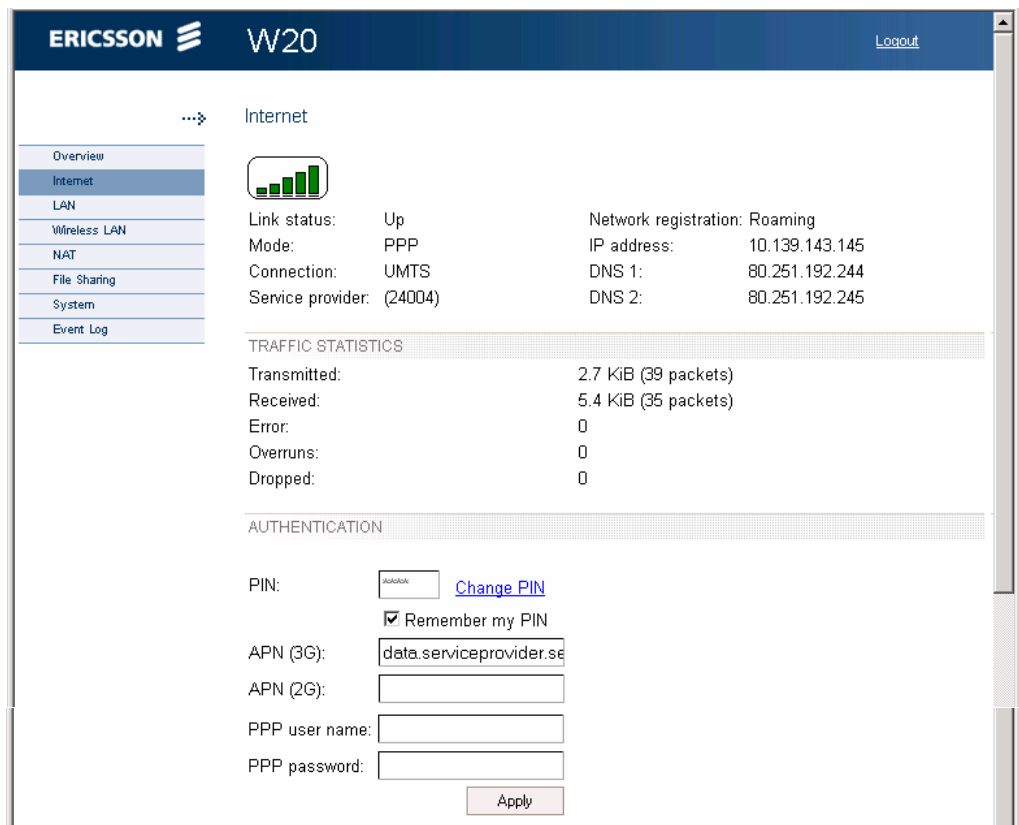 ERICSSON
W20
Logout
Internet
Overview
Internet
LAN
Wireless LAN
NAT
File Sharing
System
Event Log
Link status: Up Network registration: Roaming
Mode: PPP IP address: 10.139.143.145
Connection: UMTS DNS 1: 80.251.192.244
Service provider: (24004) DNS 2: 80.251.192.245
TRAFFIC STATISTICS
Transmitted: 2.7 KiB (39 packets)
Received: 5.4 KiB (35 packets)
Error: 0
Overruns: 0
Dropped: 0
AUTHENTICATION
PIN: **** Change PIN
Remember my PIN
APN (3G): data.serviceprovider.se
APN (2G):
PPP user name:
PPP password:
Apply